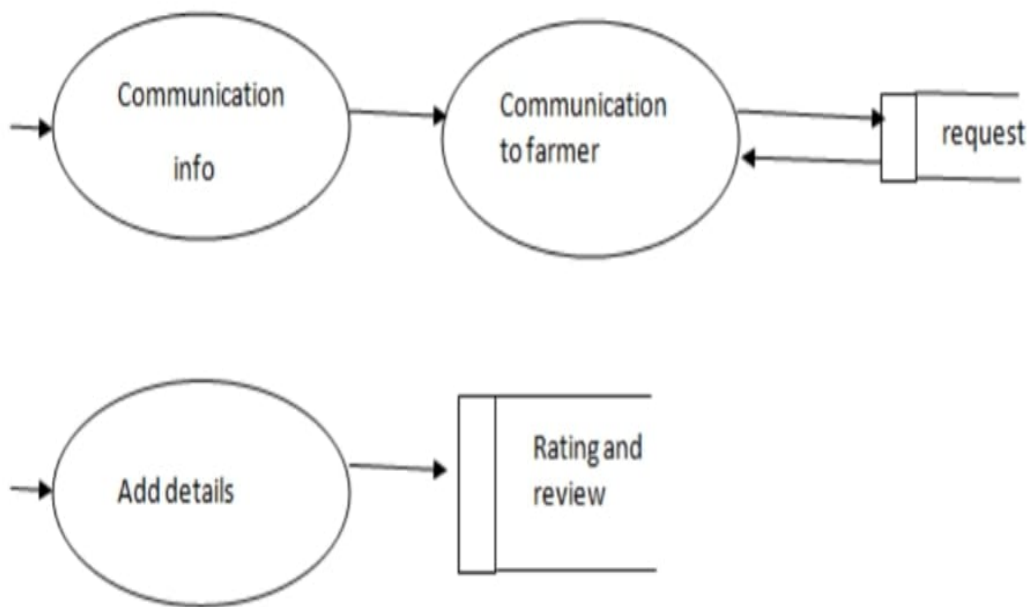 Communication
info
Communication
to farmer
request
Add details
Rating and
review